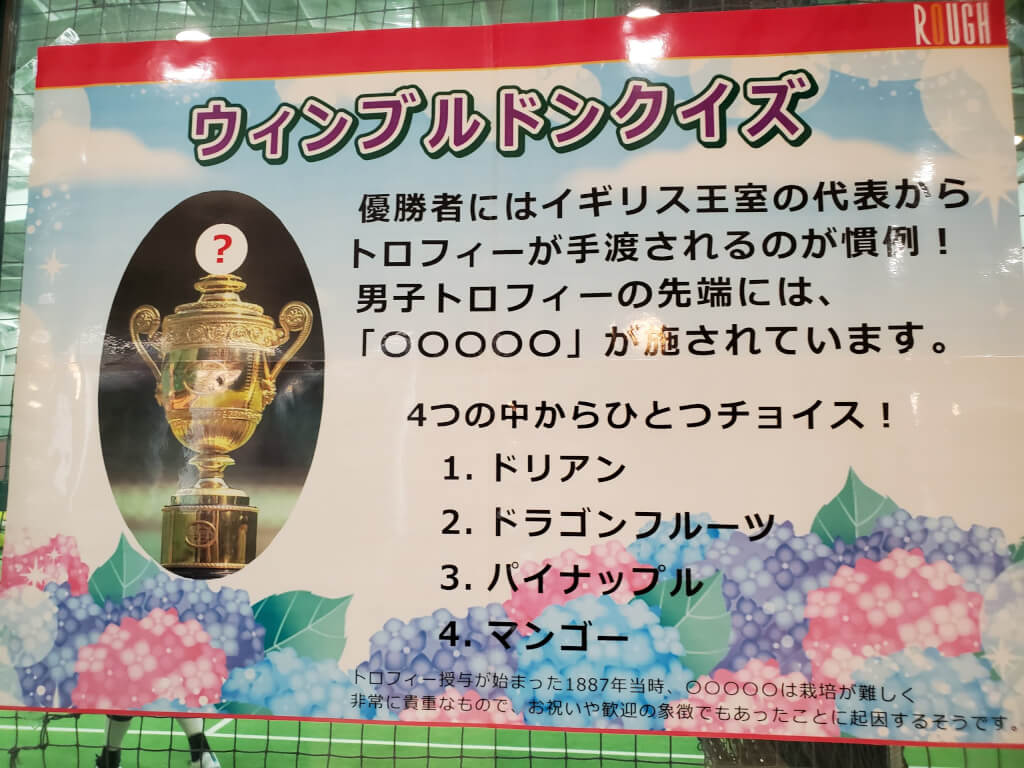 ROUGH
ウィンブルドンクイズ
?
優勝者にはイギリス王室の代表から
トロフィーが手渡されるのが慣例！
男子トロフィーの先端には、
「〇〇〇〇〇」が施されています。
4つの中からひとつチョイス！
1. ドリアン
2. ドラゴンフルーツ
3. パイナップル
4. マンゴー
トロフィー授与が始まった1887年当時、〇〇〇〇〇は栽培が難しく
非常に貴重なもので、お祝いや歓迎の象徴でもあったことに起因するそうです。